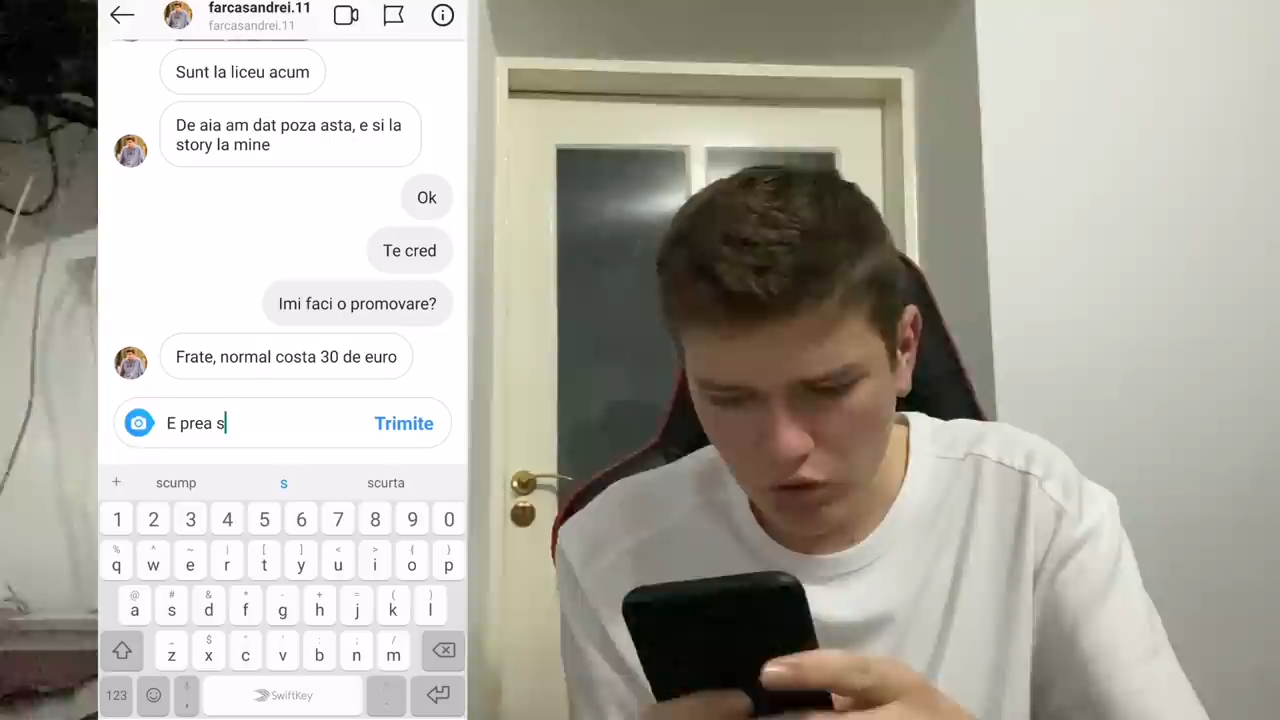 farcasandrei.11
farcasandrei.11
Sunt la liceu acum
De aia am dat poza asta, e si la
story la mine
Ok
Te cred
Imi faci o promovare?
Frate, normal costa 30 de euro
E prea s
Trimite
+ scump s scurta
1 2 3 4 5 6 7 8 9 0
% ^ ~ | [ ] < > { }
q w e r t y u i o p
@ # & * - + = ( )
a s d f g h j k l
_ $ " ' : ; /
z x c v b n m
123 , SwiftKey .